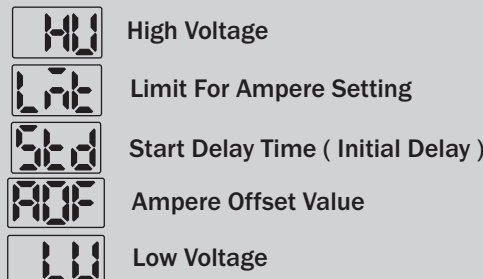 HU High Voltage
Lmt Limit For Ampere Setting
Std Start Delay Time ( Initial Delay )
AOF Ampere Offset Value
LU Low Voltage